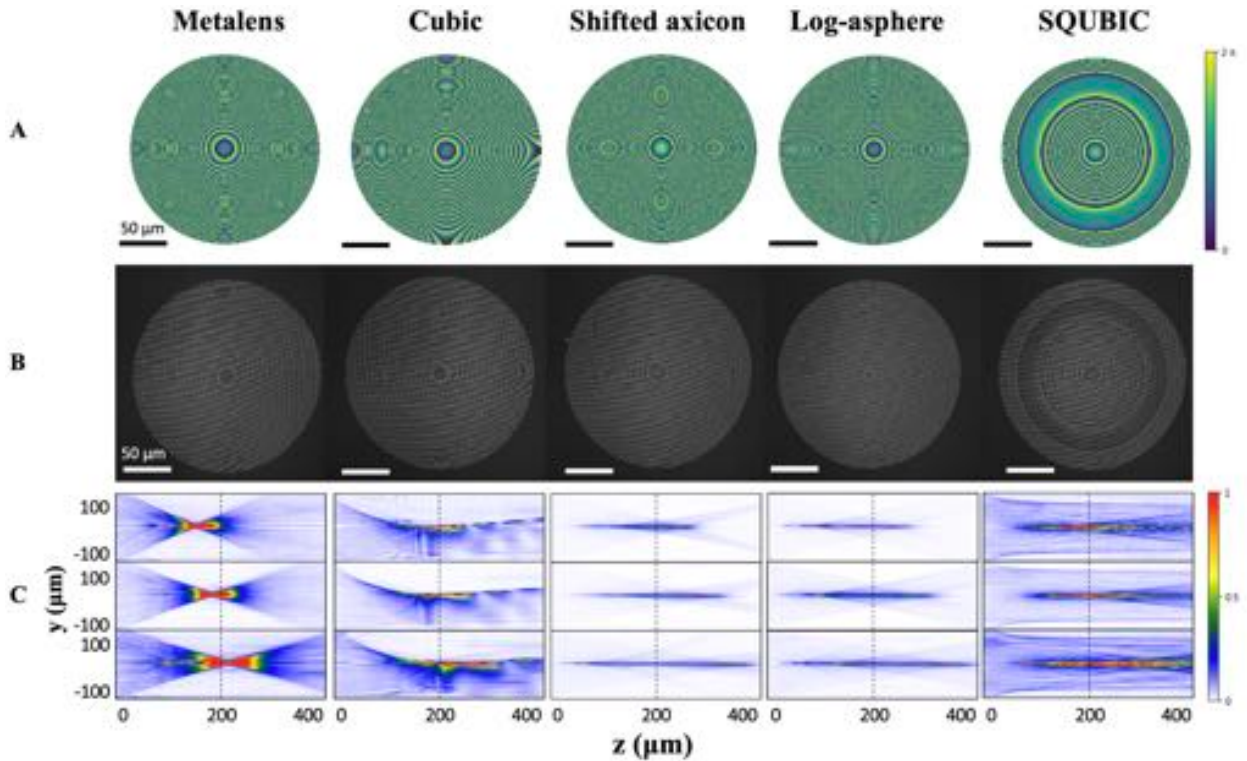 Metalens Cubic Shifted axicon Log-asphere SQUBIC
A
2π
0
50 μm
B
50 μm
C
y (μm)
100
-100
100
-100
100
-100
1
0.5
0
0 200 400 0 200 400 0 200 400 0 200 400 0 200 400
z (μm)